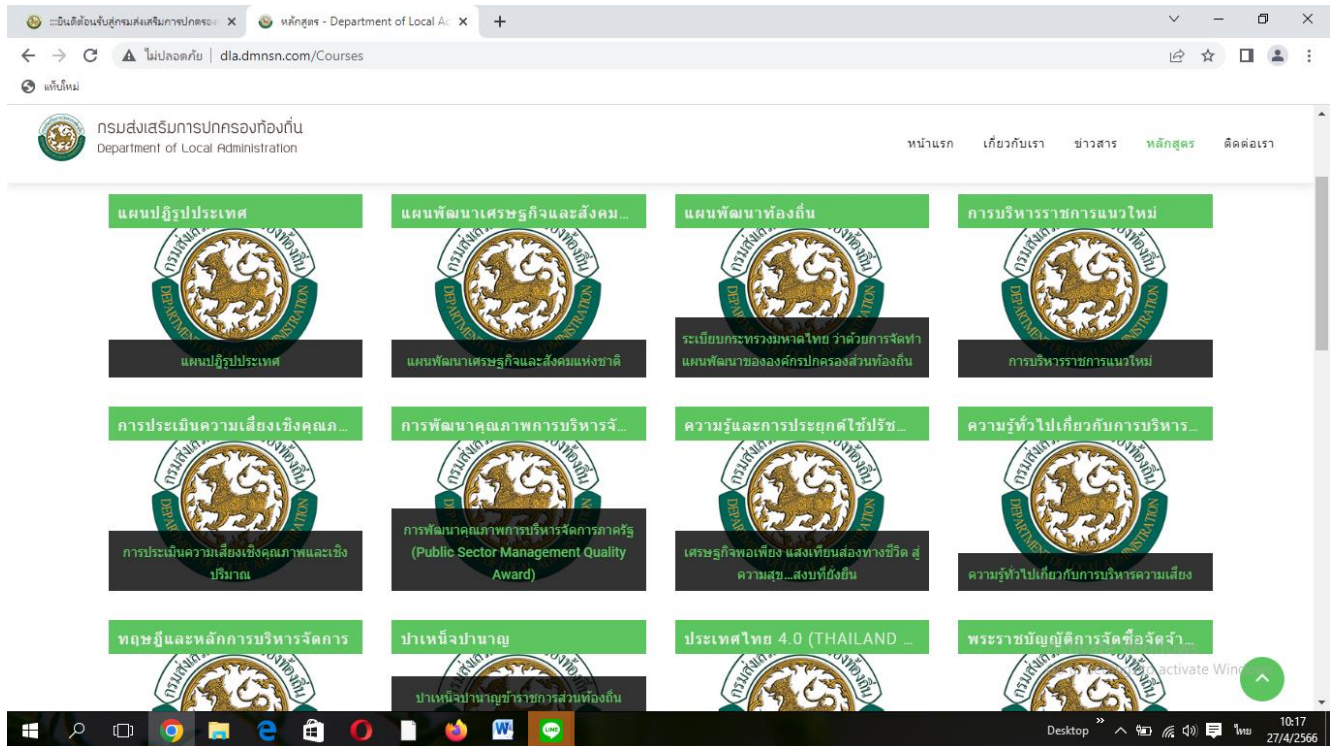 :::ยินดีต้อนรับสู่กรมส่งเสริมการปกครอง
หลักสูตร - Department of Local Ac
ไม่ปลอดภัย | dla.dmnsn.com/Courses
แท็บใหม่
กรมส่งเสริมการปกครองท้องถิ่น
Department of Local Administration
หน้าแรก เกี่ยวกับเรา ข่าวสาร หลักสูตร ติดต่อเรา
แผนปฏิรูปประเทศ
แผนปฏิรูปประเทศ
แผนพัฒนาเศรษฐกิจและสังคม...
แผนพัฒนาเศรษฐกิจและสังคมแห่งชาติ
แผนพัฒนาท้องถิ่น
ระเบียบกระทรวงมหาดไทย ว่าด้วยการจัดทำ
แผนพัฒนาขององค์กรปกครองส่วนท้องถิ่น
การบริหารราชการแนวใหม่
การบริหารราชการแนวใหม่
การประเมินความเสี่ยงเชิงคุณภ...
การประเมินความเสี่ยงเชิงคุณภาพและเชิง
ปริมาณ
การพัฒนาคุณภาพการบริหารจั...
การพัฒนาคุณภาพการบริหารจัดการภาครัฐ
(Public Sector Management Quality
Award)
ความรู้และการประยุกต์ใช้ปรัช...
เศรษฐกิจพอเพียง แสงเทียนส่องทางชีวิต สู่
ความสุข...สงบที่ยั่งยืน
ความรู้ทั่วไปเกี่ยวกับการบริหาร...
ความรู้ทั่วไปเกี่ยวกับการบริหารความเสี่ยง
ทฤษฎีและหลักการบริหารจัดการ
บำเหน็จบำนาญ
บำเหน็จบำนาญข้าราชการส่วนท้องถิ่น
ประเทศไทย 4.0 (THAILAND ...
พระราชบัญญัติการจัดซื้อจัดจ้า...
to activate
Desktop
ไทย
10:17
27/4/2566